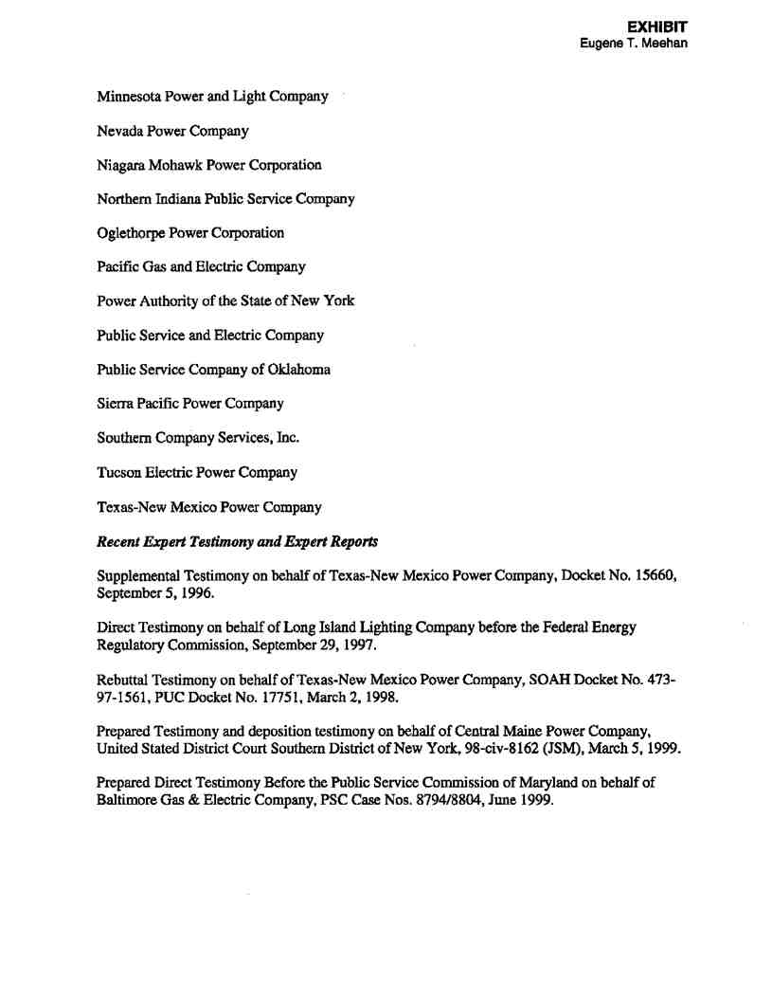 EXHIBIT
Eugene T. Meehan
Minnesota Power and Light Company
Nevada Power Company
Niagara Mohawk Power Corporation
Northern Indiana Public Service Company
Oglethorpe Power Corporation
Pacific Gas and Electric Company
Power Authority of the State of New York
Public Service and Electric Company
Public Service Company of Oklahoma
Sierra Pacific Power Company
Southern Company Services, Inc.
Tucson Electric Power Company
Texas-New Mexico Power Company
Recent Expert Testimony and Expert Reports
Supplemental Testimony on behalf of Texas-New Mexico Power Company, Docket No. 15660,
September 5, 1996.
Direct Testimony on behalf of Long Island Lighting Company before the Federal Energy
Regulatory Commission, September 29, 1997.
Rebuttal Testimony on behalf of Texas-New Mexico Power Company, SOAH Docket No. 473-
97-1561, PUC Docket No. 17751, March 2, 1998.
Prepared Testimony and deposition testimony on behalf of Central Maine Power Company,
United Stated District Court Southern District of New York, 98-civ-8162 (JSM), March 5, 1999.
Prepared Direct Testimony Before the Public Service Commission of Maryland on behalf of
Baltimore Gas & Electric Company, PSC Case Nos. 8794/8804, June 1999.